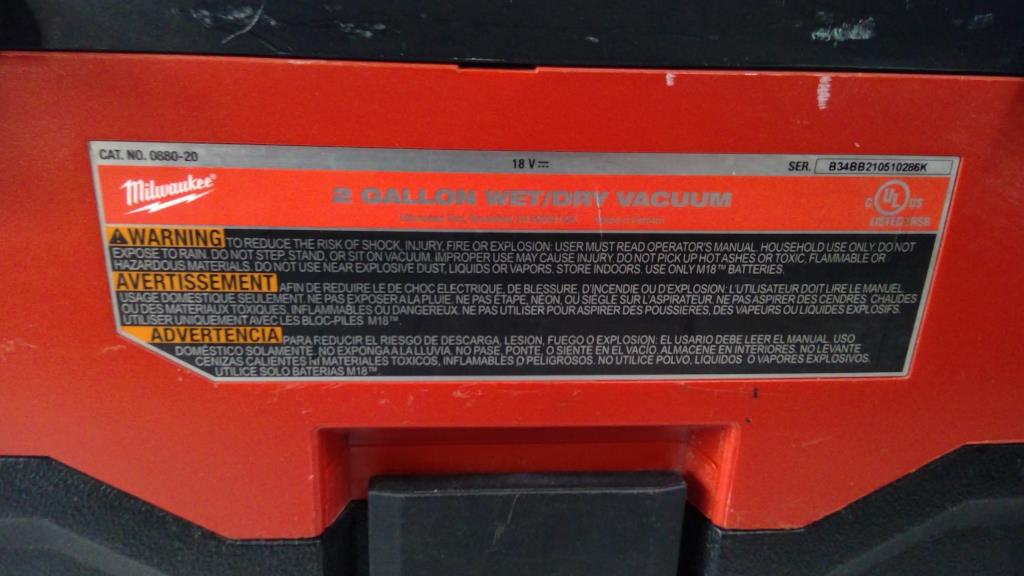 CAT. NO. 0880-20
18 V
SER. B34BB210510286K
Milwaukee®
2 GALLON WET/DRY VACUUM
C UL US
LISTED
WARNING TO REDUCE THE RISK OF SHOCK, INJURY, FIRE OR EXPLOSION: USER MUST READ OPERATOR'S MANUAL. HOUSEHOLD USE ONLY. DO NOT
EXPOSE TO RAIN. DO NOT STEP, STAND, OR SIT ON VACUUM. IMPROPER USE MAY CAUSE INJURY. DO NOT PICK UP HOT ASHES OR TOXIC, FLAMMABLE OR
HAZARDOUS MATERIALS. DO NOT USE NEAR EXPLOSIVE DUST, LIQUIDS OR VAPORS. STORE INDOORS. USE ONLY M18™ BATTERIES.
AVERTISSEMENT AFIN DE REDUIRE LE DE CHOC ELECTRIQUE, DE BLESSURE, D'INCENDIE OU D'EXPLOSION: L'UTILISATEUR DOIT LIRE LE MANUEL.
USAGE DOMESTIQUE SEULEMENT. NE PAS EXPOSER A LA PLUIE. NE PAS ETAPE, NEON, OU SIEGLE SUR L'ASPIRATEUR. NE PAS ASPIRER DES CENDRES CHAUDES
OU DES MATERIAUX TOXIQUES, INFLAMMABLES OU DANGEREUX. NE PAS UTILISER POUR ASPIRER DES POUSSIERES, DES VAPEURS OU LIQUIDES EXPLOSIFS.
UTILISER UNIQUEMENT AVEC LES BLOC-PILES M18™.
ADVERTENCIA PARA REDUCIR EL RIESGO DE DESCARGA, LESION, FUEGO O EXPLOSION: EL USARIO DEBE LEER EL MANUAL. USO
DOMÉSTICO SOLAMENTE. NO EXPONGA A LA LLUVIA. NO PASE, PONTE, O SIENTE EN EL VACIO. ALMACENE EN INTERIORES. NO LEVANTE
CENIZAS CALIENTES O MATERIALES TOXICOS, INFLAMABLES O PELIGROSOS. NO UTILICE POLVO, LIQUIDOS O VAPORES EXPLOSIVOS.
UTILICE SOLO BATERIAS M18™